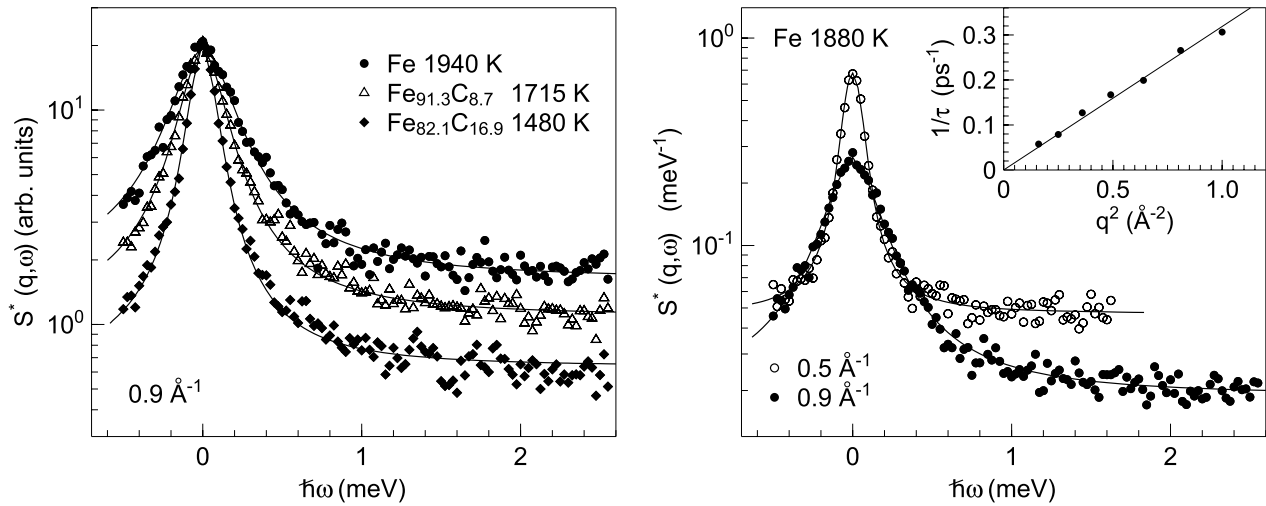 S* (q,ω) (arb. units)
10¹
10⁰
Fe 1940 K
Fe₉₁.₃C₈.₇ 1715 K
Fe₈₂.₁C₁₆.₉ 1480 K
0.9 Å⁻¹
0 1 2
ħω (meV)
S* (q,ω) (meV⁻¹)
10⁰
10⁻¹
Fe 1880 K
0.5 Å⁻¹
0.9 Å⁻¹
0 1 2
ħω (meV)
1/τ (ps⁻¹)
0.3
0.2
0.1
0
0 0.5 1.0
q² (Å⁻²)